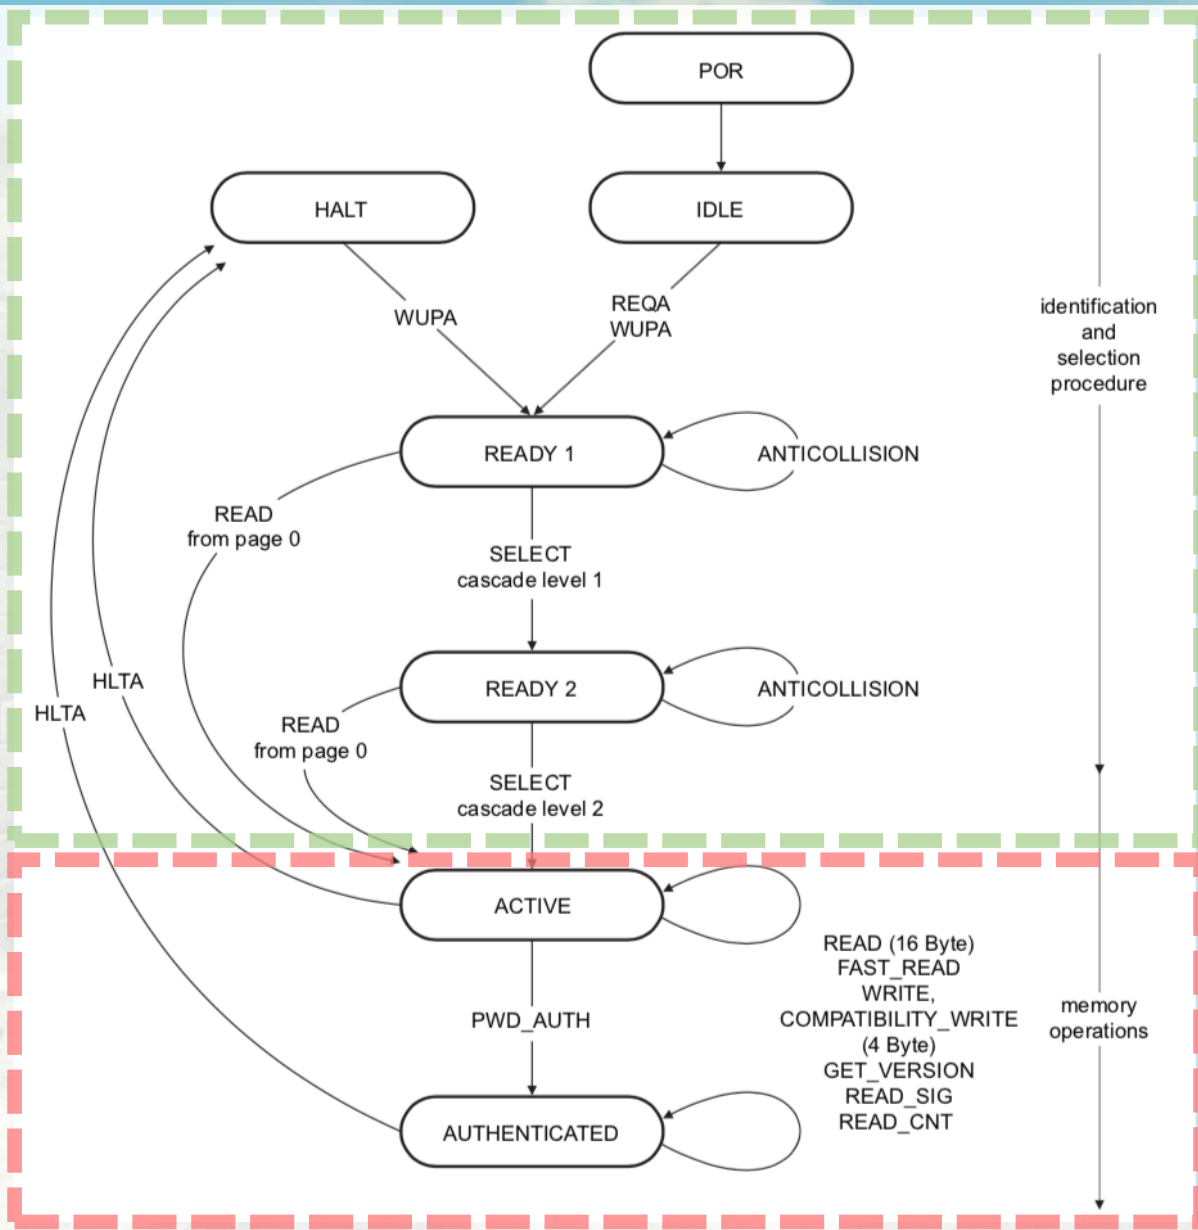 POR
HALT
IDLE
WUPA
REQA
WUPA
identification
and
selection
procedure
READY 1
ANTICOLLISION
READ
from page 0
SELECT
cascade level 1
READY 2
ANTICOLLISION
HLTA
HLTA
READ
from page 0
SELECT
cascade level 2
ACTIVE
READ (16 Byte)
FAST_READ
WRITE,
COMPATIBILITY_WRITE
(4 Byte)
GET_VERSION
READ_SIG
READ_CNT
memory
operations
PWD_AUTH
AUTHENTICATED